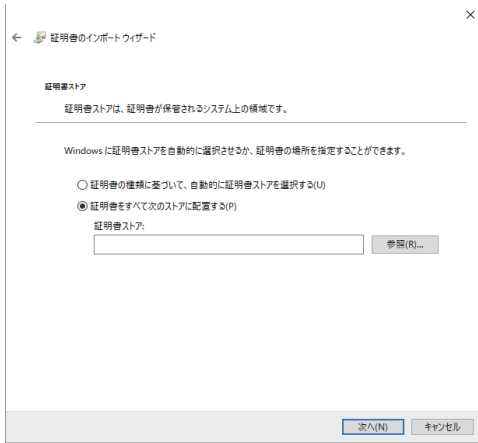 証明書のインポート ウィザード
証明書ストア
証明書ストアは、証明書が保管されるシステム上の領域です。
Windows に証明書ストアを自動的に選択させるか、証明書の場所を指定することができます。
証明書の種類に基づいて、自動的に証明書ストアを選択する(U)
証明書をすべて次のストアに配置する(P)
証明書ストア:
参照(R)...
次へ(N) キャンセル